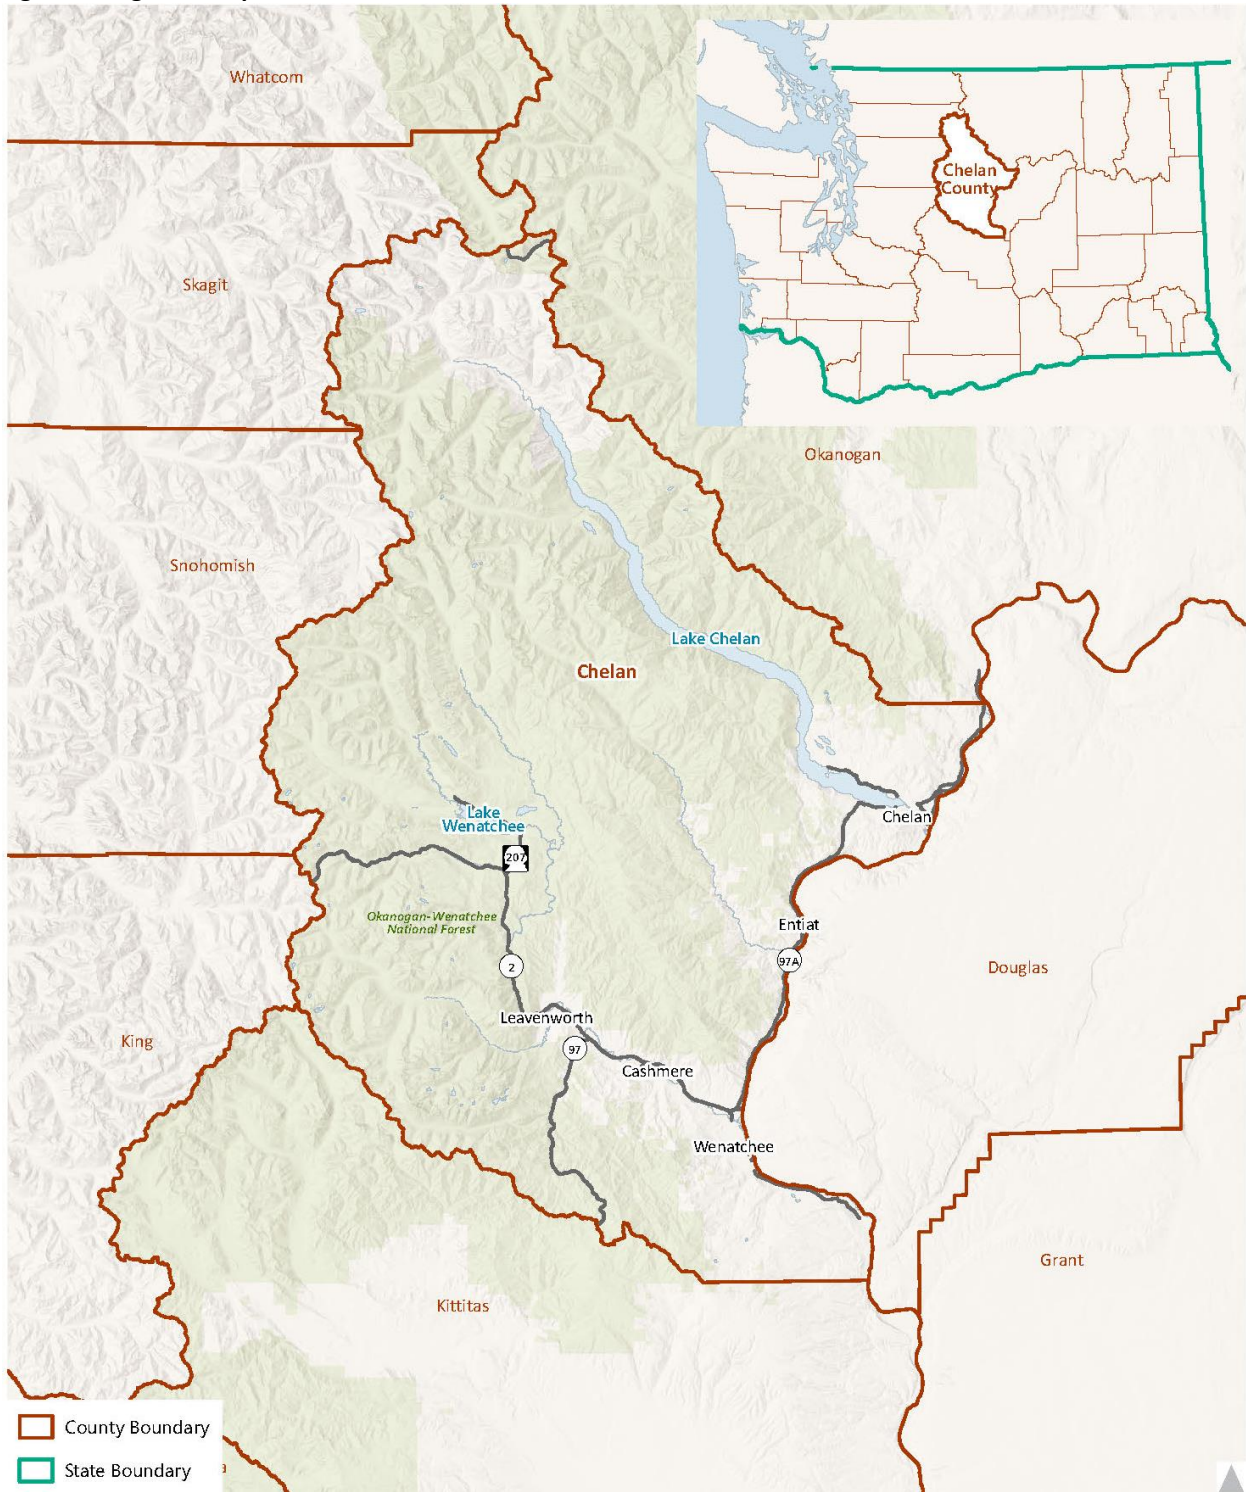 Whatcom
Chelan
County
Skagit
Okanogan
Snohomish
Lake Chelan
Chelan
Lake
Wenatchee
Chelan
207
Okanogan-Wenatchee
National Forest
Entiat
97A
2
Douglas
Leavenworth
King
97
Cashmere
Wenatchee
Grant
Kittitas
County Boundary
State Boundary